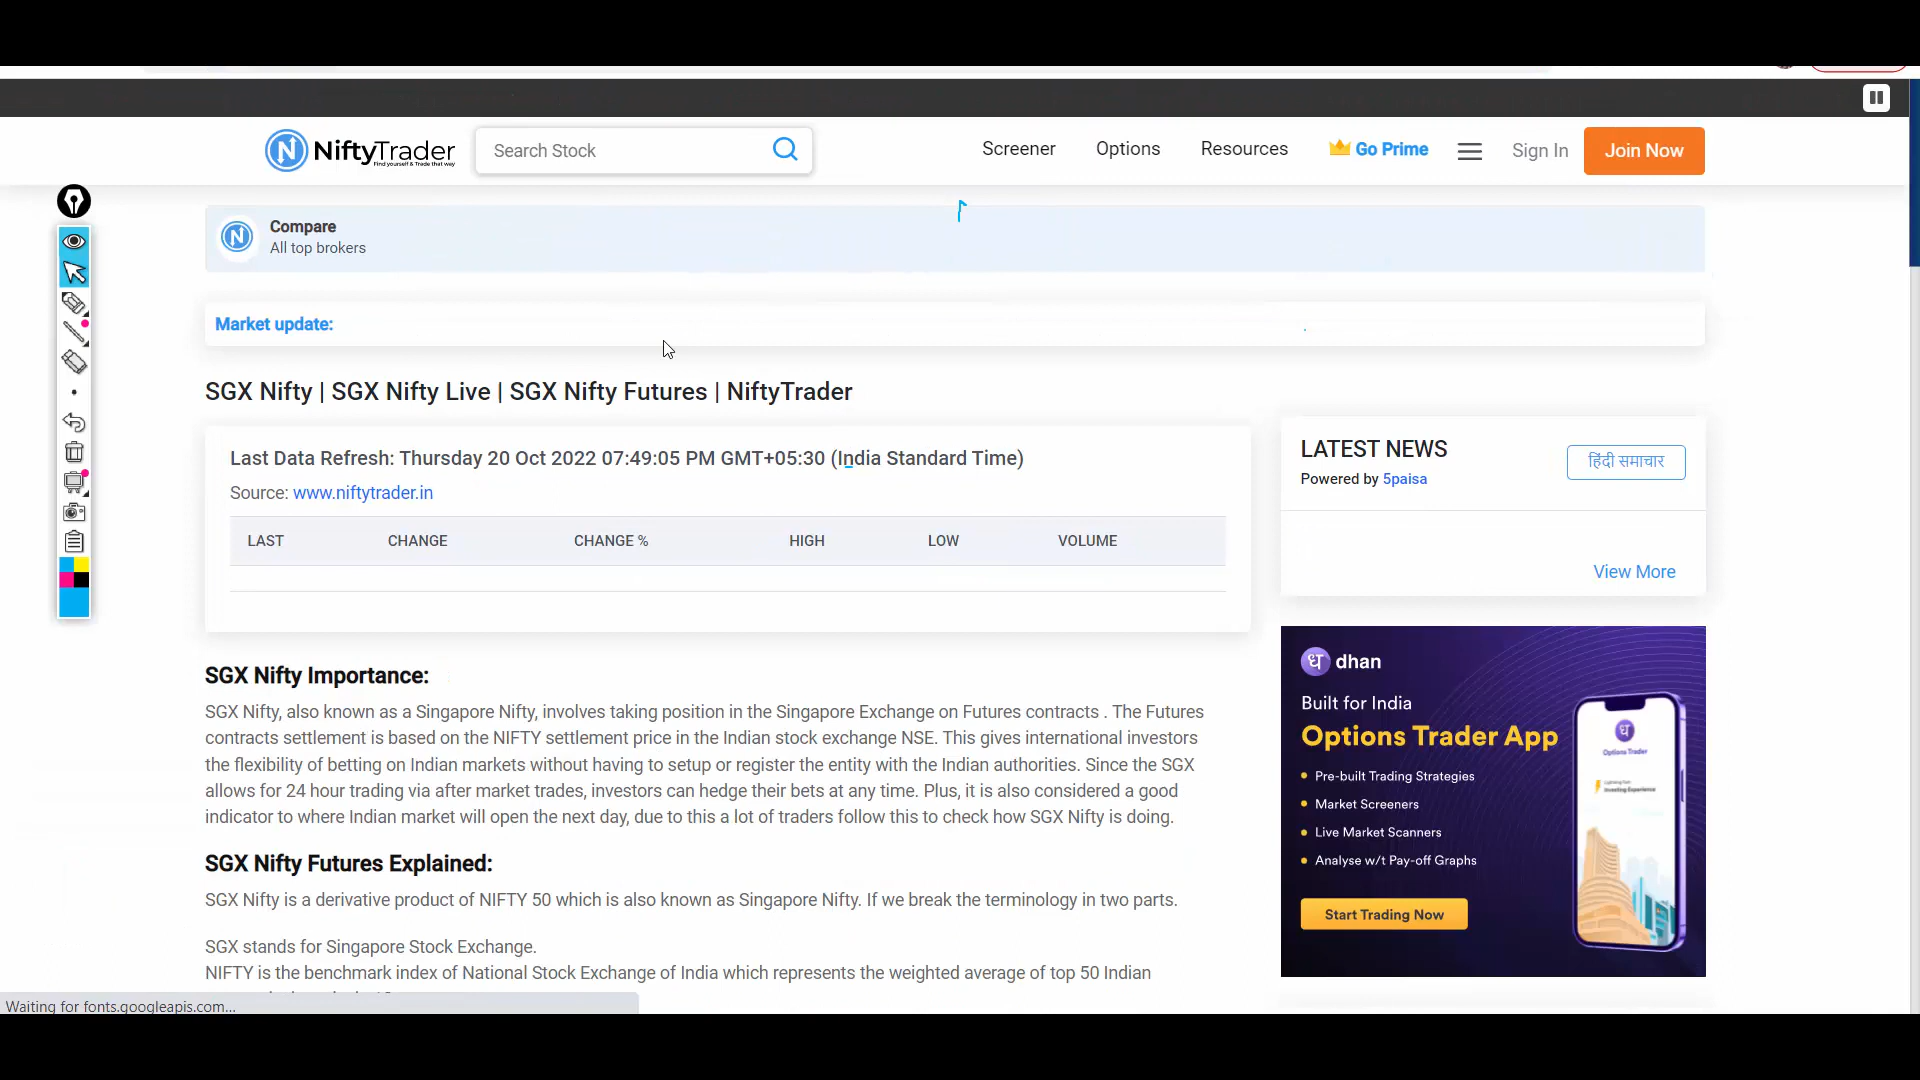 NiftyTrader
Find yourself & Trade that way
Search Stock
Screener
Options
Resources
Go Prime
Sign In
Join Now
Compare
All top brokers
Market update:
SGX Nifty | SGX Nifty Live | SGX Nifty Futures | NiftyTrader
Last Data Refresh: Thursday 20 Oct 2022 07:49:05 PM GMT+05:30 (India Standard Time)
Source: www.niftytrader.in
LAST CHANGE CHANGE % HIGH LOW VOLUME
SGX Nifty Importance:
SGX Nifty, also known as a Singapore Nifty, involves taking position in the Singapore Exchange on Futures contracts . The Futures
contracts settlement is based on the NIFTY settlement price in the Indian stock exchange NSE. This gives international investors
the flexibility of betting on Indian markets without having to setup or register the entity with the Indian authorities. Since the SGX
allows for 24 hour trading via after market trades, investors can hedge their bets at any time. Plus, it is also considered a good
indicator to where Indian market will open the next day, due to this a lot of traders follow this to check how SGX Nifty is doing.
SGX Nifty Futures Explained:
SGX Nifty is a derivative product of NIFTY 50 which is also known as Singapore Nifty. If we break the terminology in two parts.
SGX stands for Singapore Stock Exchange.
NIFTY is the benchmark index of National Stock Exchange of India which represents the weighted average of top 50 Indian
LATEST NEWS
हिंदी समाचार
Powered by 5paisa
View More
ध dhan
Built for India
Options Trader App
Pre-built Trading Strategies
Market Screeners
Live Market Scanners
Analyse w/t Pay-off Graphs
Start Trading Now
ध
Options Trader
Investing Experience
Waiting for fonts.googleapis.com...